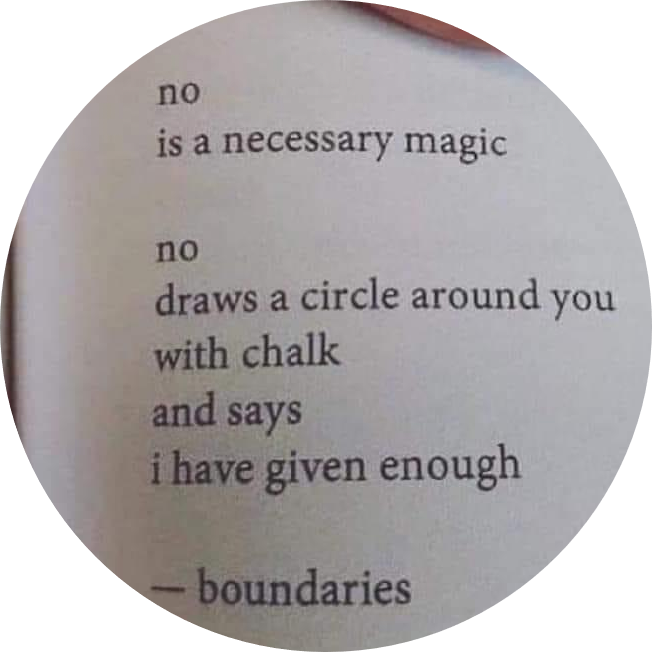 no
is a necessary magic
no
draws a circle around you
with chalk
and says
i have given enough
— boundaries